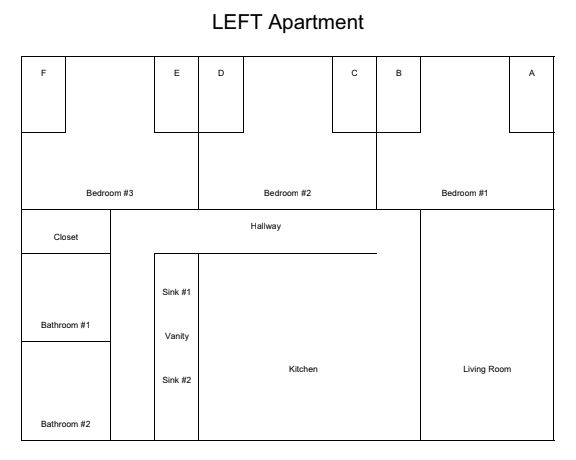 LEFT Apartment
F
E
D
C
B
A
Bedroom #3
Bedroom #2
Bedroom #1
Hallway
Closet
Sink #1
Bathroom #1
Vanity
Kitchen
Living Room
Sink #2
Bathroom #2